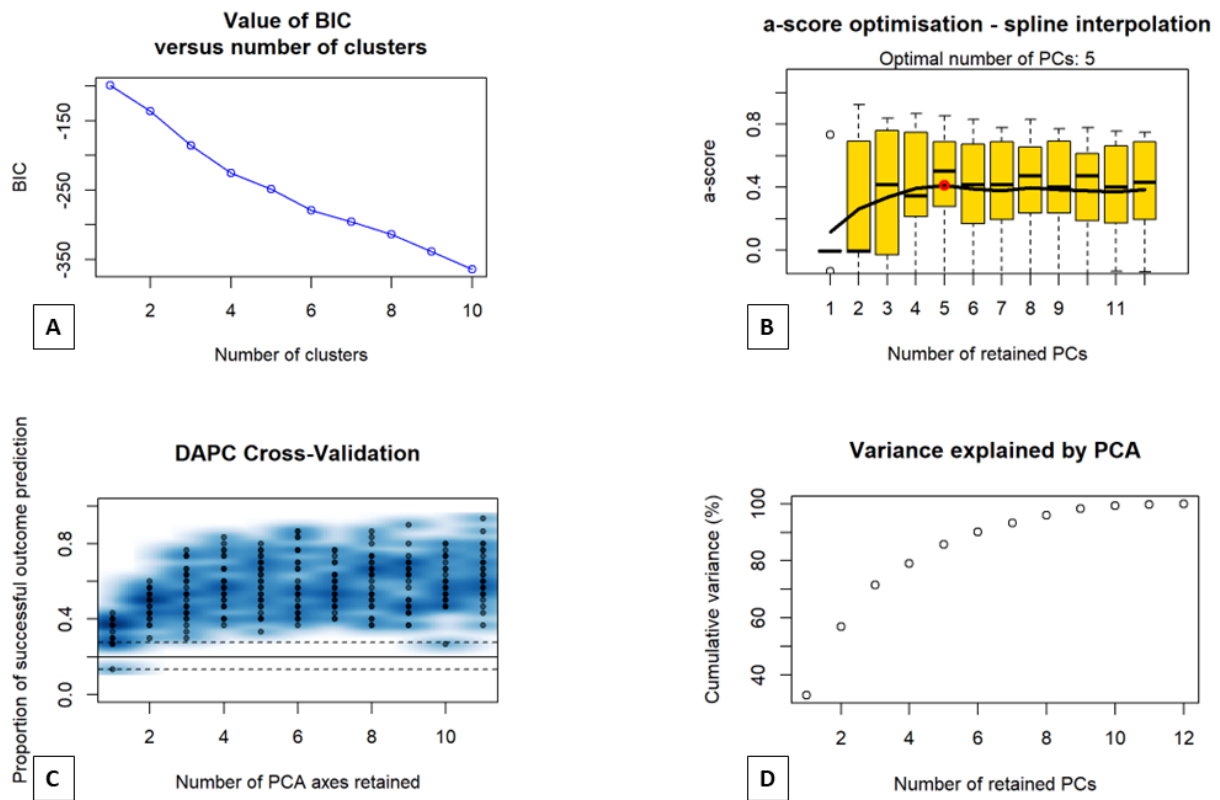 Value of BIC
versus number of clusters
BIC
-150
-250
-350
2 4 6 8 10
Number of clusters
A
a-score optimisation - spline interpolation
Optimal number of PCs: 5
a-score
0.8
0.4
0.0
1 2 3 4 5 6 7 8 9 11
Number of retained PCs
B
DAPC Cross-Validation
Proportion of successful outcome prediction
0.8
0.4
0.0
2 4 6 8 10
Number of PCA axes retained
C
Variance explained by PCA
Cumulative variance (%)
100
80
60
40
2 4 6 8 10 12
Number of retained PCs
D